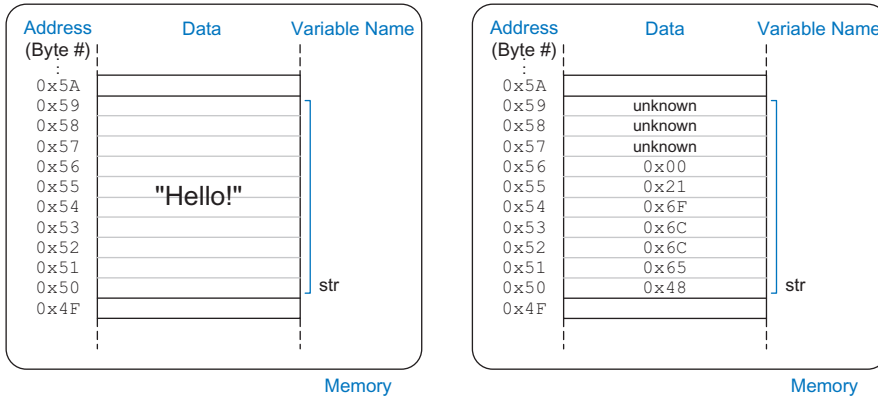 Address Data Variable Name
(Byte #)
0x5A
0x59
0x58
0x57
0x56
0x55
"Hello!"
0x54
0x53
0x52
0x51
0x50 str
0x4F
Memory
Address Data Variable Name
(Byte #)
0x5A
0x59 unknown
0x58 unknown
0x57 unknown
0x56 0x00
0x55 0x21
0x54 0x6F
0x53 0x6C
0x52 0x6C
0x51 0x65
0x50 0x48 str
0x4F
Memory